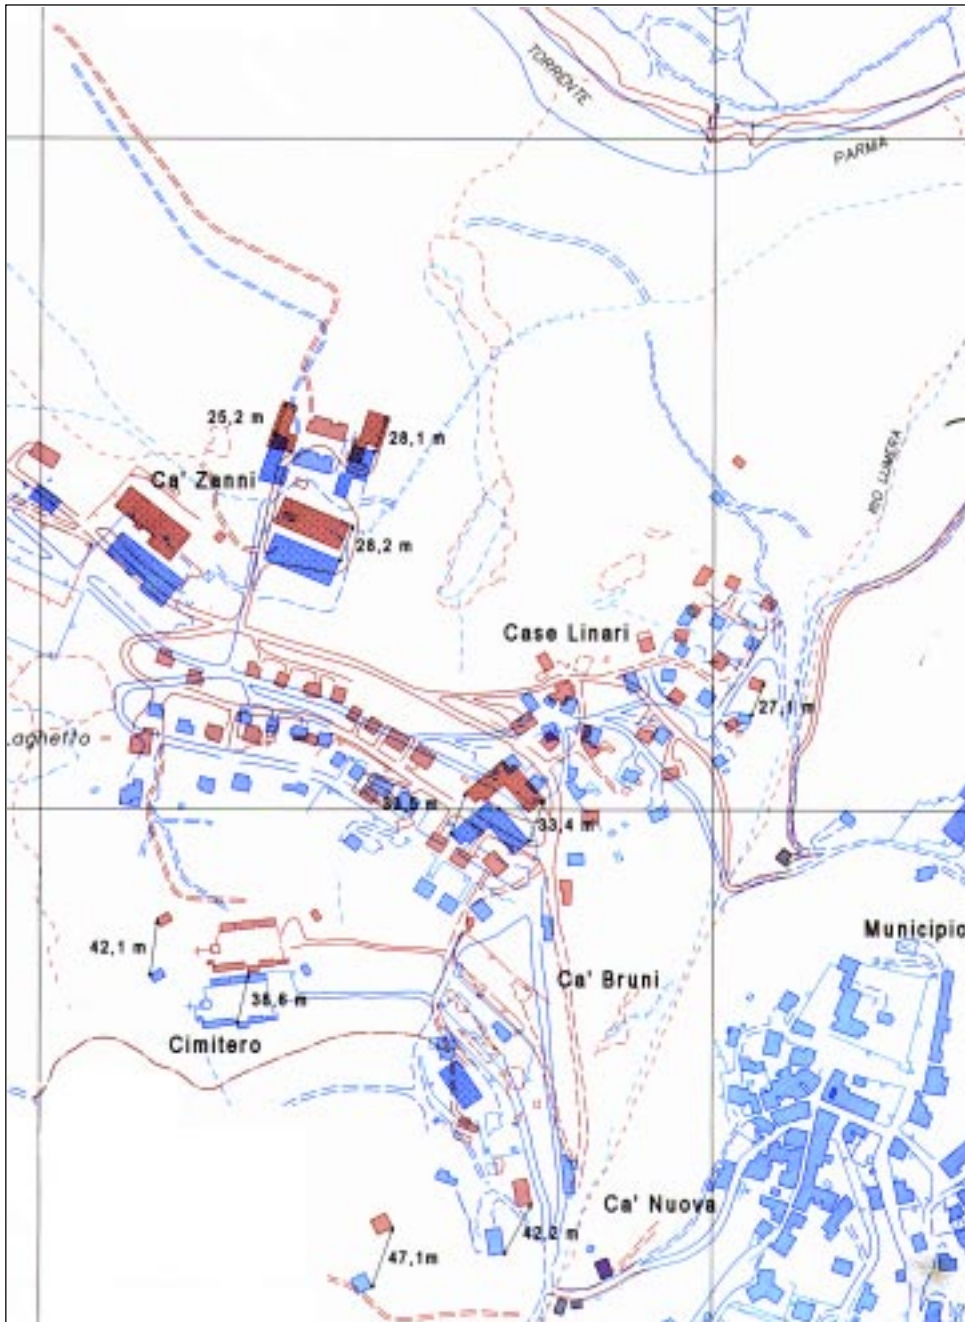 TORRENTE
PARMA
25,2 m
28,1 m
Ca' Zanni
RIO LUMERA
28,2 m
Case Linari
27,1 m
Laghetto
33,4 m
Municipio
42,1 m
Ca' Bruni
38,6 m
Cimitero
Ca' Nuova
42,2 m
47,1m